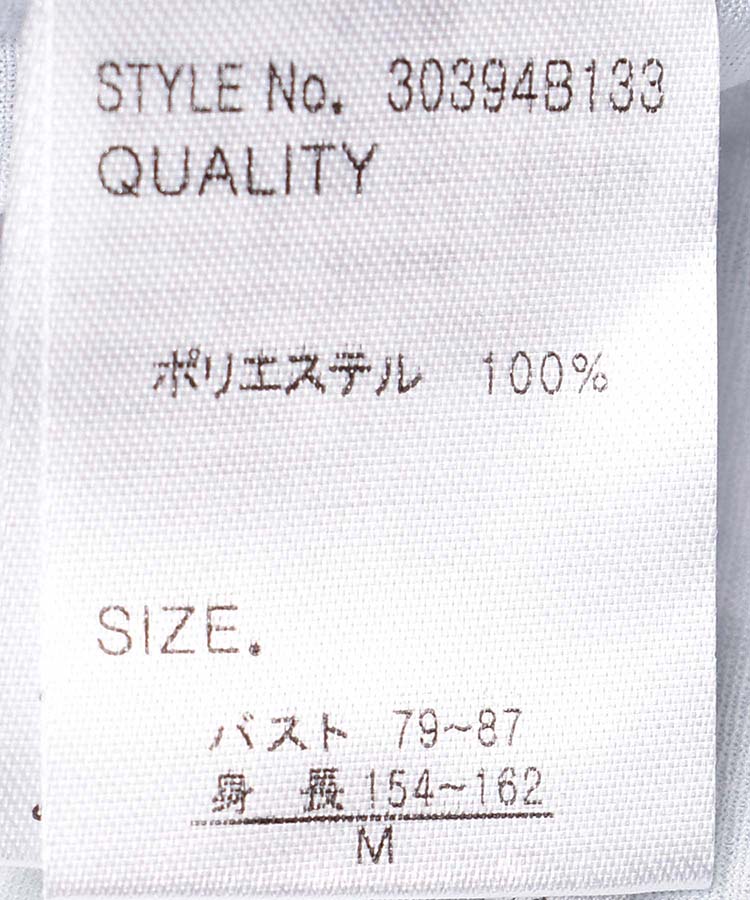 STYLE No. 30394B133
QUALITY
ポリエステル 100%
SIZE.
バスト 79~87
身 長 154~162
M